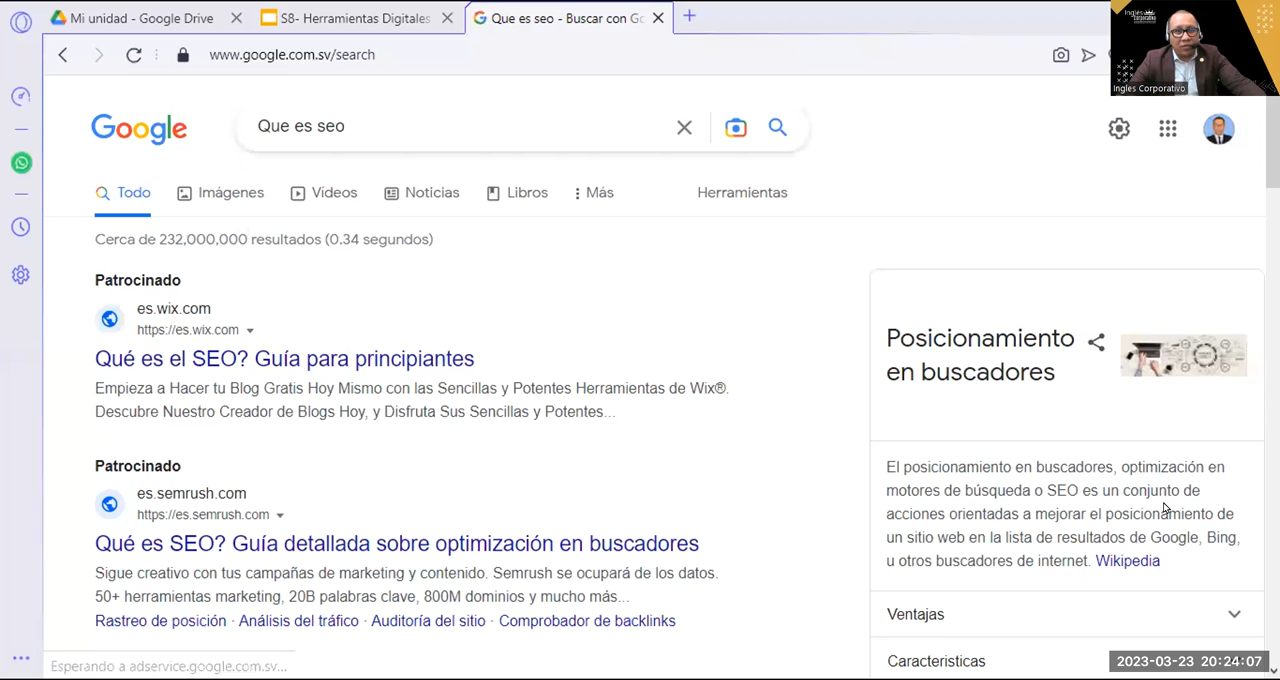 Mi unidad - Google Drive
S8- Herramientas Digitales
Que es seo - Buscar con Go
www.google.com.sv/search
Inglés Corporativo
Ingles Corporativo
Google
Que es seo
Todo
Imágenes
Videos
Noticias
Libros
Más
Herramientas
Cerca de 232,000,000 resultados (0.34 segundos)
Patrocinado
es.wix.com
https://es.wix.com
Qué es el SEO? Guía para principiantes
Empieza a Hacer tu Blog Gratis Hoy Mismo con las Sencillas y Potentes Herramientas de Wix®.
Descubre Nuestro Creador de Blogs Hoy, y Disfruta Sus Sencillas y Potentes...
Patrocinado
es.semrush.com
https://es.semrush.com
Qué es SEO? Guía detallada sobre optimización en buscadores
Sigue creativo con tus campañas de marketing y contenido. Semrush se ocupará de los datos.
50+ herramientas marketing, 20B palabras clave, 800M dominios y mucho más...
Rastreo de posición · Análisis del tráfico · Auditoría del sitio · Comprobador de backlinks
Esperando a adservice.google.com.sv...
Posicionamiento
en buscadores
El posicionamiento en buscadores, optimización en
motores de búsqueda o SEO es un conjunto de
acciones orientadas a mejorar el posicionamiento de
un sitio web en la lista de resultados de Google, Bing,
u otros buscadores de internet. Wikipedia
Ventajas
Caracteristicas
2023-03-23 20:24:07